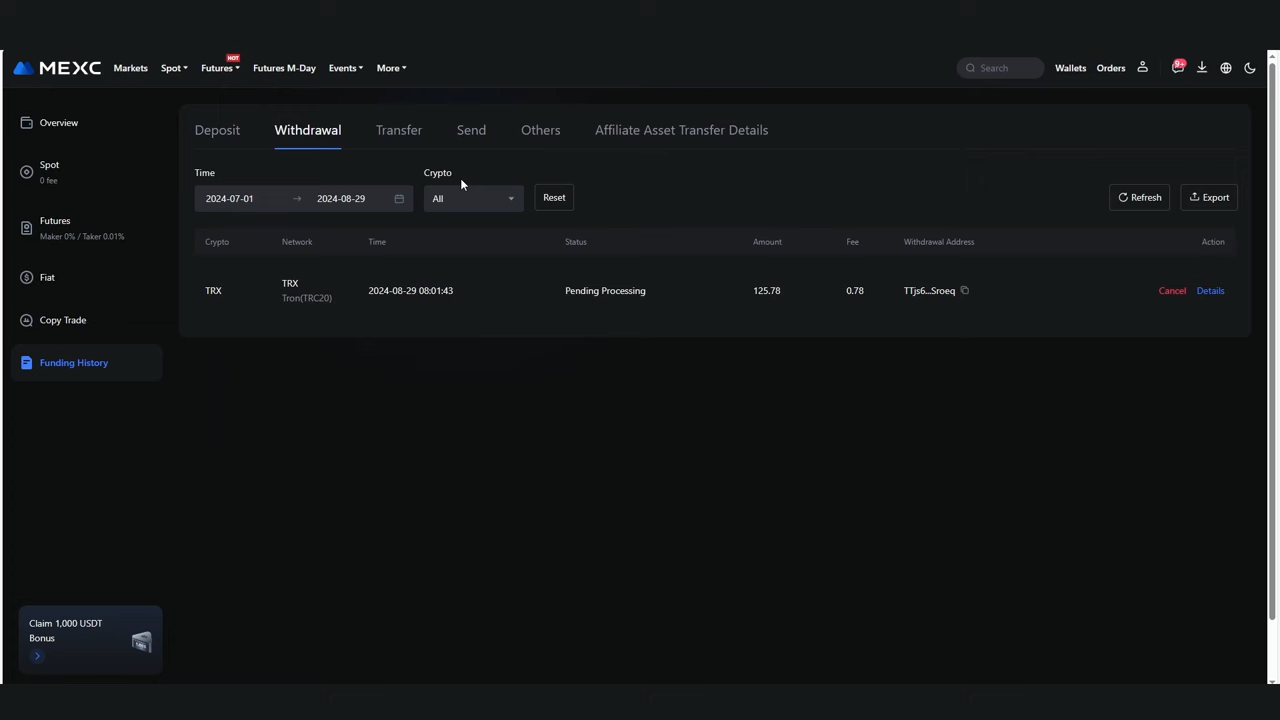 MEXC Markets Spot Futures HOT Futures M-Day Events More Search Wallets Orders 9+
Overview
Spot
0 fee
Futures
Maker 0% / Taker 0.01%
Fiat
Copy Trade
Funding History
Claim 1,000 USDT
Bonus
Deposit Withdrawal Transfer Send Others Affiliate Asset Transfer Details
Time Crypto
2024-07-01 → 2024-08-29 All Reset Refresh Export
Crypto Network Time Status Amount Fee Withdrawal Address Action
TRX TRX 2024-08-29 08:01:43 Pending Processing 125.78 0.78 TTjs6...Sroeq Cancel Details
Tron(TRC20)